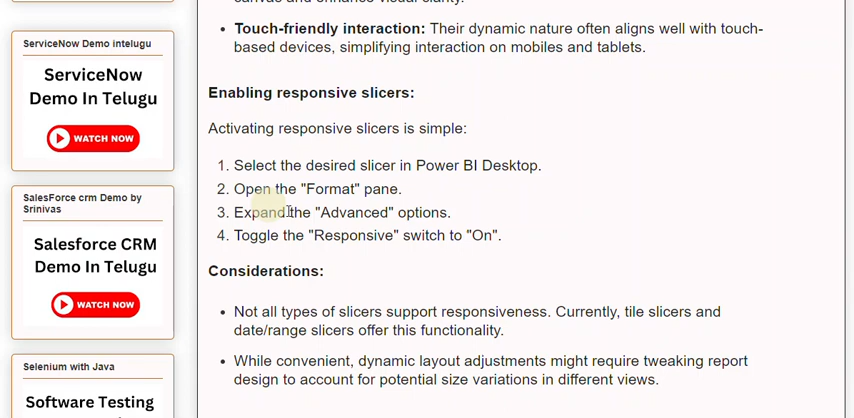 ServiceNow Demo intelugu
ServiceNow
Demo In Telugu
WATCH NOW
SalesForce crm Demo by
Srinivas
Salesforce CRM
Demo In Telugu
WATCH NOW
Selenium with Java
Software Testing
• Touch-friendly interaction: Their dynamic nature often aligns well with touch-
based devices, simplifying interaction on mobiles and tablets.
Enabling responsive slicers:
Activating responsive slicers is simple:
1. Select the desired slicer in Power BI Desktop.
2. Open the "Format" pane.
3. Expand the "Advanced" options.
4. Toggle the "Responsive" switch to "On".
Considerations:
• Not all types of slicers support responsiveness. Currently, tile slicers and
date/range slicers offer this functionality.
• While convenient, dynamic layout adjustments might require tweaking report
design to account for potential size variations in different views.